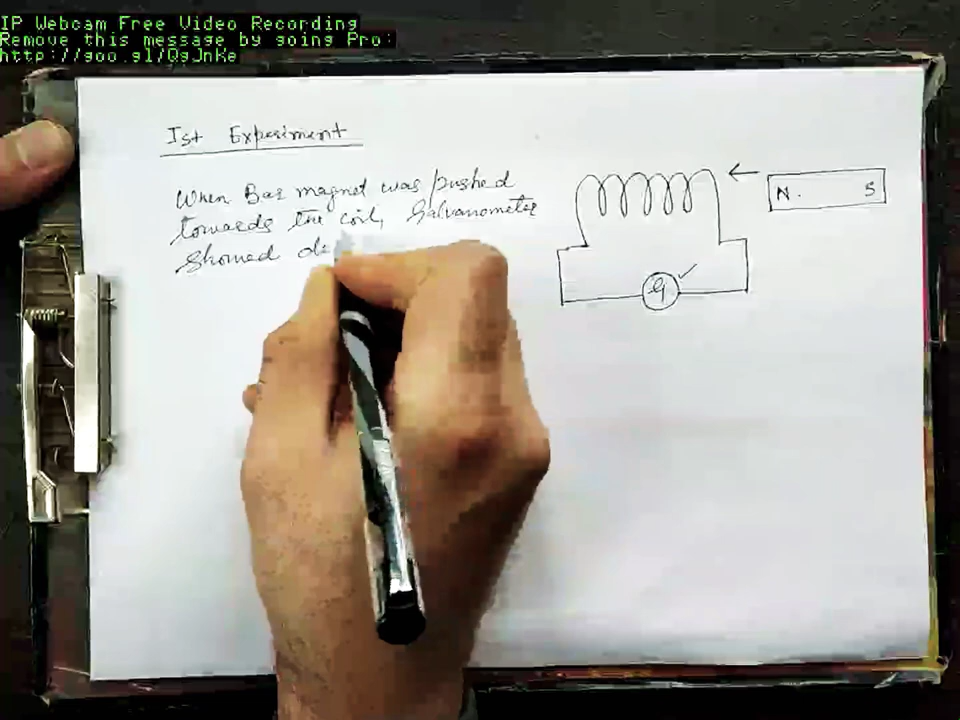 IP Webcam Free Video Recording
Remove this message by going Pro:
http://goo.gl/QgJnKe
Ist Experiment
When Bar magnet was pushed
towards the coil, Galvanometer
Showed de
N. S
G